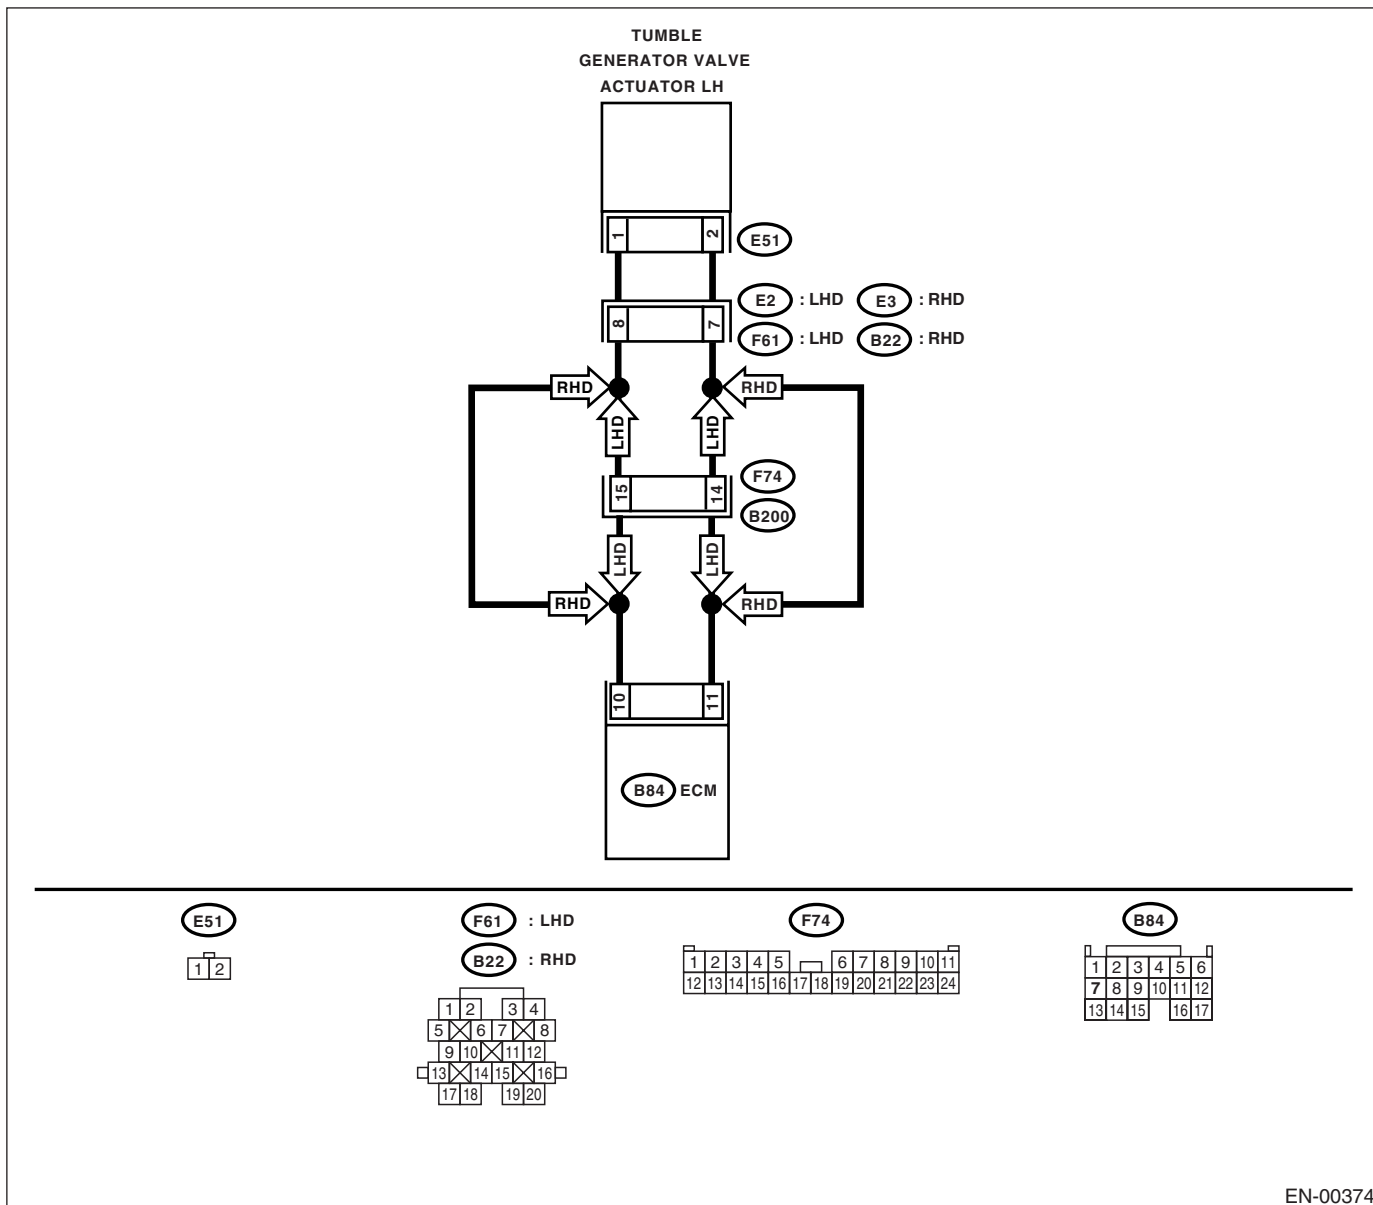 TUMBLE
GENERATOR VALVE
ACTUATOR LH
1 2 E51
E2 : LHD E3 : RHD
8 7
F61 : LHD B22 : RHD
RHD RHD
LHD LHD
F74
15 14
B200
LHD LHD
RHD RHD
10 11
B84 ECM
E51 F61 : LHD F74 B84
B22 : RHD
1 2
1 2 3 4
5 6 7 8
9 10 11 12
13 14 15 16
17 18 19 20
1 2 3 4 5 6 7 8 9 10 11
12 13 14 15 16 17 18 19 20 21 22 23 24
1 2 3 4 5 6
7 8 9 10 11 12
13 14 15 16 17
EN-00374